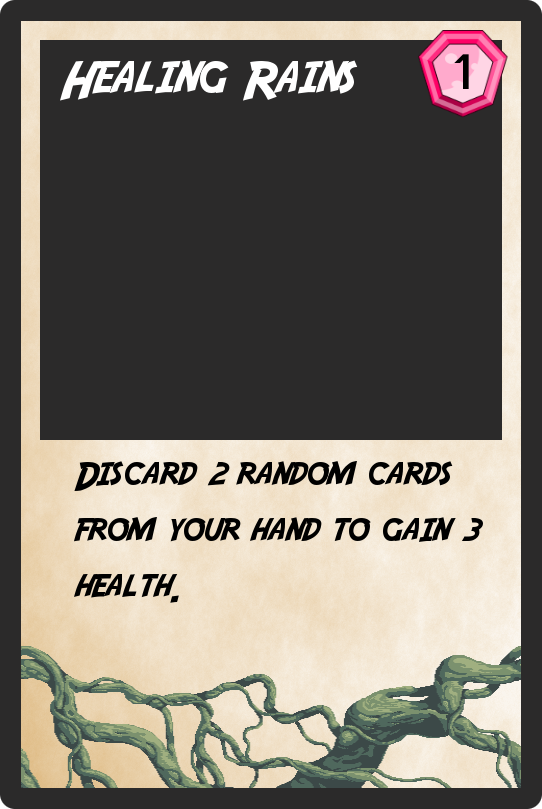 Healing Rains
1
Discard 2 random cards
from your hand to gain 3
health.